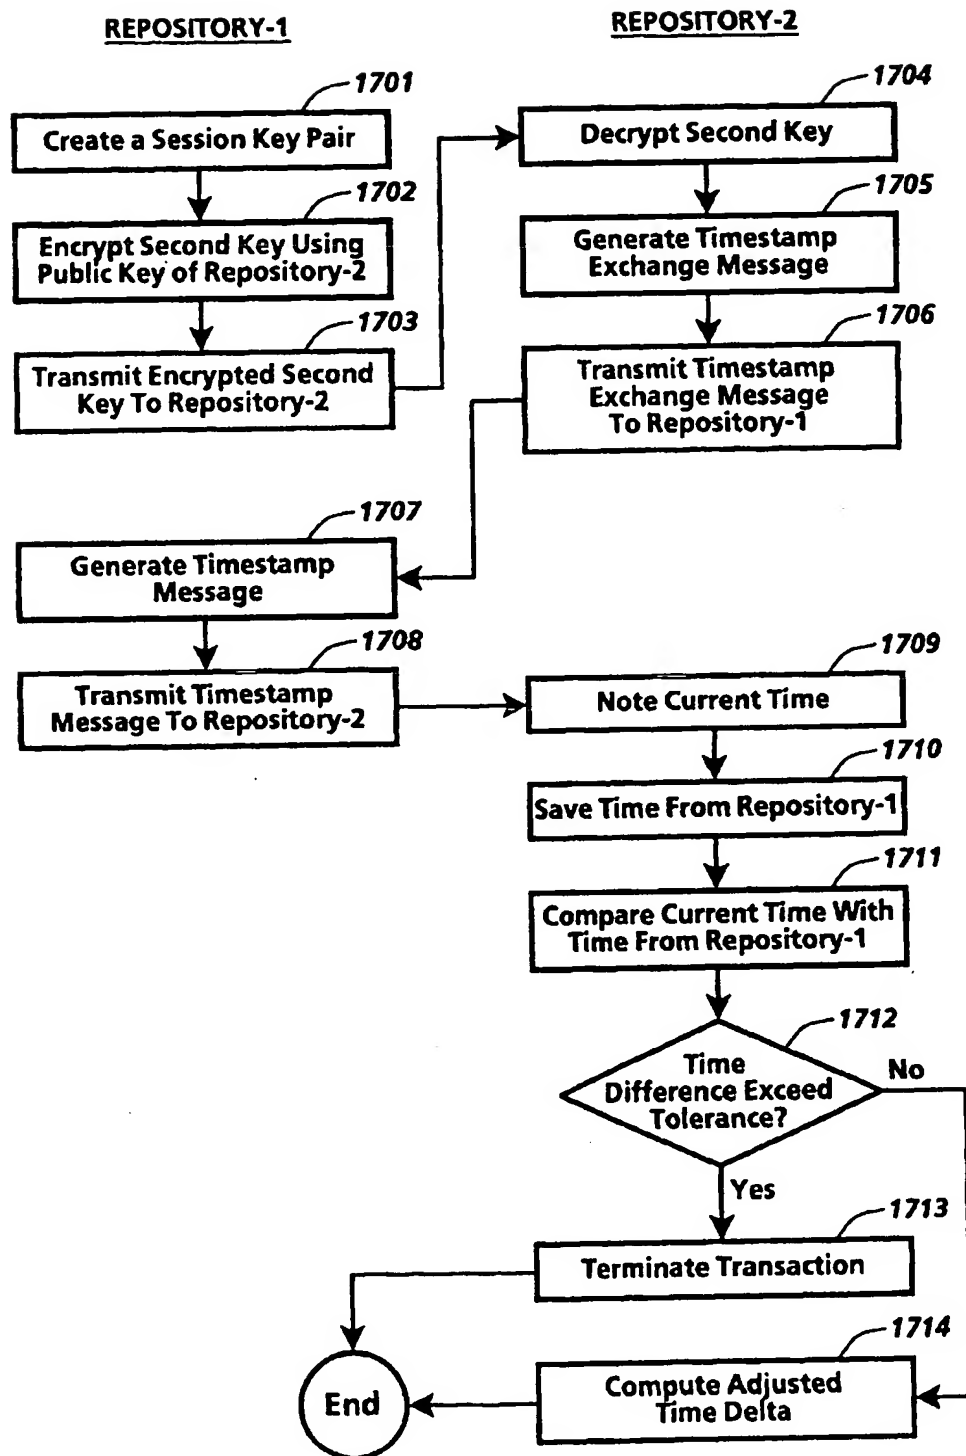 REPOSITORY-1
REPOSITORY-2
1701
Create a Session Key Pair
1702
Encrypt Second Key Using
Public Key of Repository-2
1703
Transmit Encrypted Second
Key To Repository-2
1704
Decrypt Second Key
1705
Generate Timestamp
Exchange Message
1706
Transmit Timestamp
Exchange Message
To Repository-1
1707
Generate Timestamp
Message
1708
Transmit Timestamp
Message To Repository-2
1709
Note Current Time
1710
Save Time From Repository-1
1711
Compare Current Time With
Time From Repository-1
1712
Time
Difference Exceed
Tolerance?
No
Yes
1713
Terminate Transaction
1714
Compute Adjusted
Time Delta
End